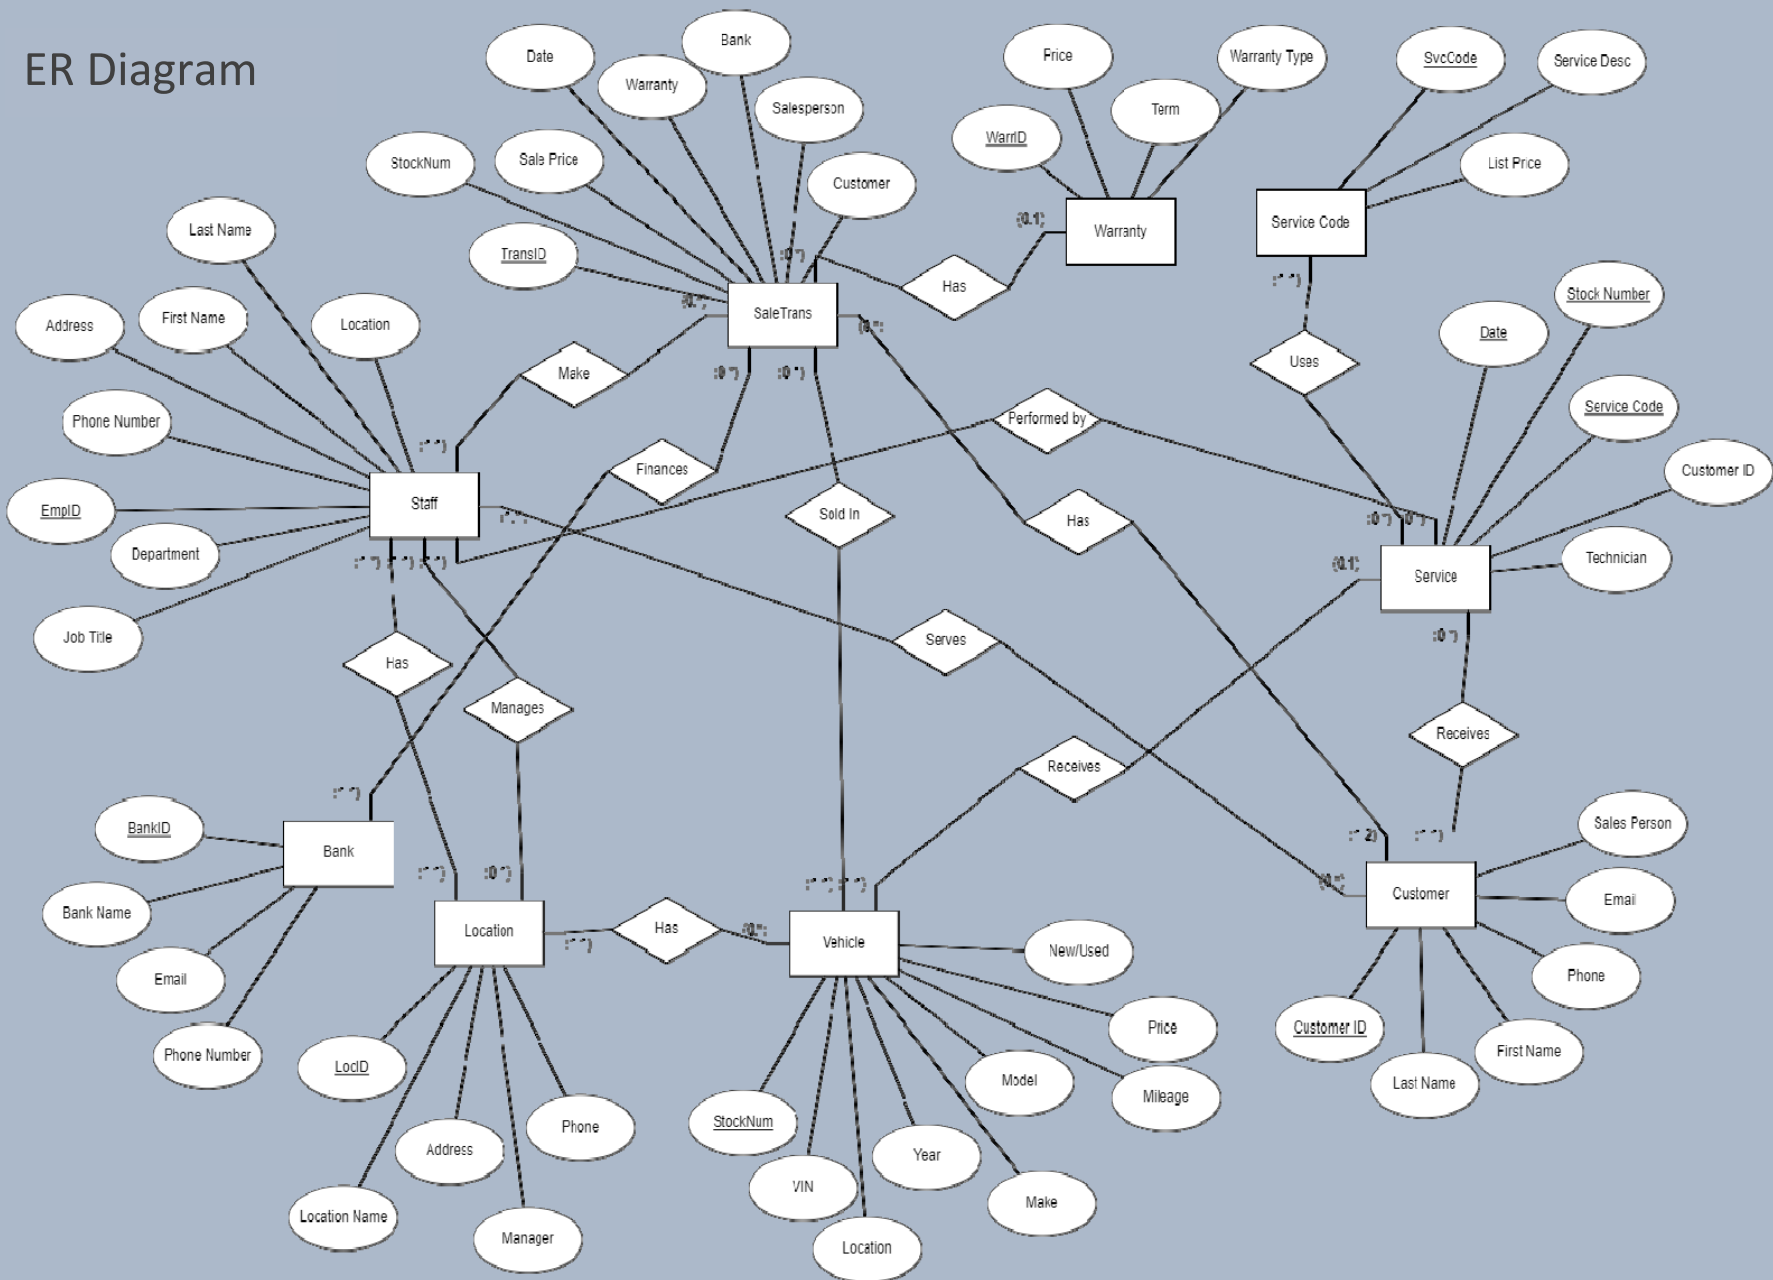 ER Diagram
Date
Warranty
Bank
Salesperson
StockNum
Sale Price
Customer
TransID
SaleTrans
Price
Warranty Type
Term
WarrID
Warranty
SvcCode
Service Desc
List Price
Service Code
Last Name
Address
First Name
Location
Phone Number
EmpID
Department
Job Title
Staff
Make
Has
Uses
Finances
Performed by
Sold In
Has
Stock Number
Date
Service Code
Customer ID
Technician
Service
(0.1)
(0.1)
Has
Manages
Serves
Receives
Receives
BankID
Bank
Bank Name
Email
Phone Number
Location
Has
Vehicle
LocID
Address
Phone
Location Name
Manager
New/Used
Price
Mileage
Model
Make
Year
Location
VIN
StockNum
Sales Person
Customer
Email
Phone
First Name
Last Name
Customer ID